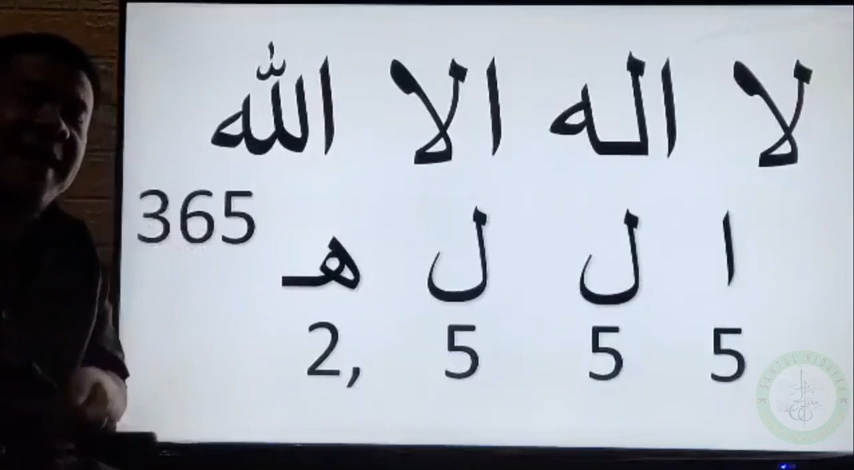 لا اله الا الله
365
ا ل ل هـ
5 5 5 2,